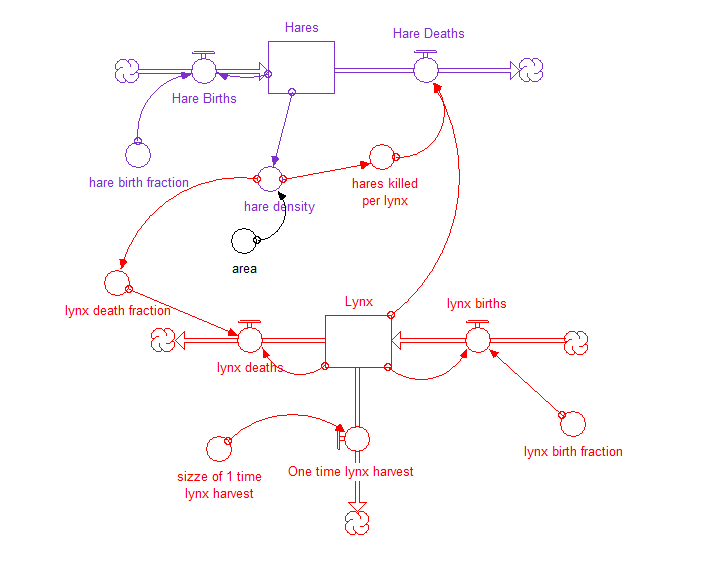 Hares
Hare Deaths
Hare Births
hare birth fraction
hares killed
per lynx
hare density
area
lynx death fraction
Lynx
lynx births
lynx deaths
lynx birth fraction
sizze of 1 time
lynx harvest
One time lynx harvest